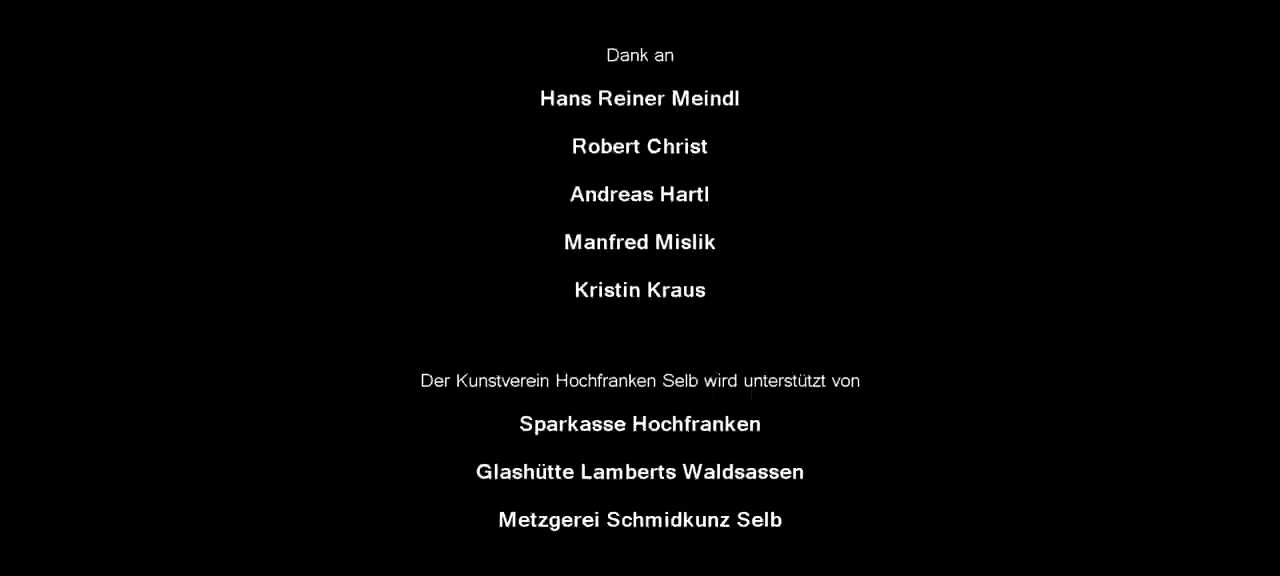 Dank an
Hans Reiner Meindl
Robert Christ
Andreas Hartl
Manfred Mislik
Kristin Kraus
Der Kunstverein Hochfranken Selb wird unterstützt von
Sparkasse Hochfranken
Glashütte Lamberts Waldsassen
Metzgerei Schmidkunz Selb